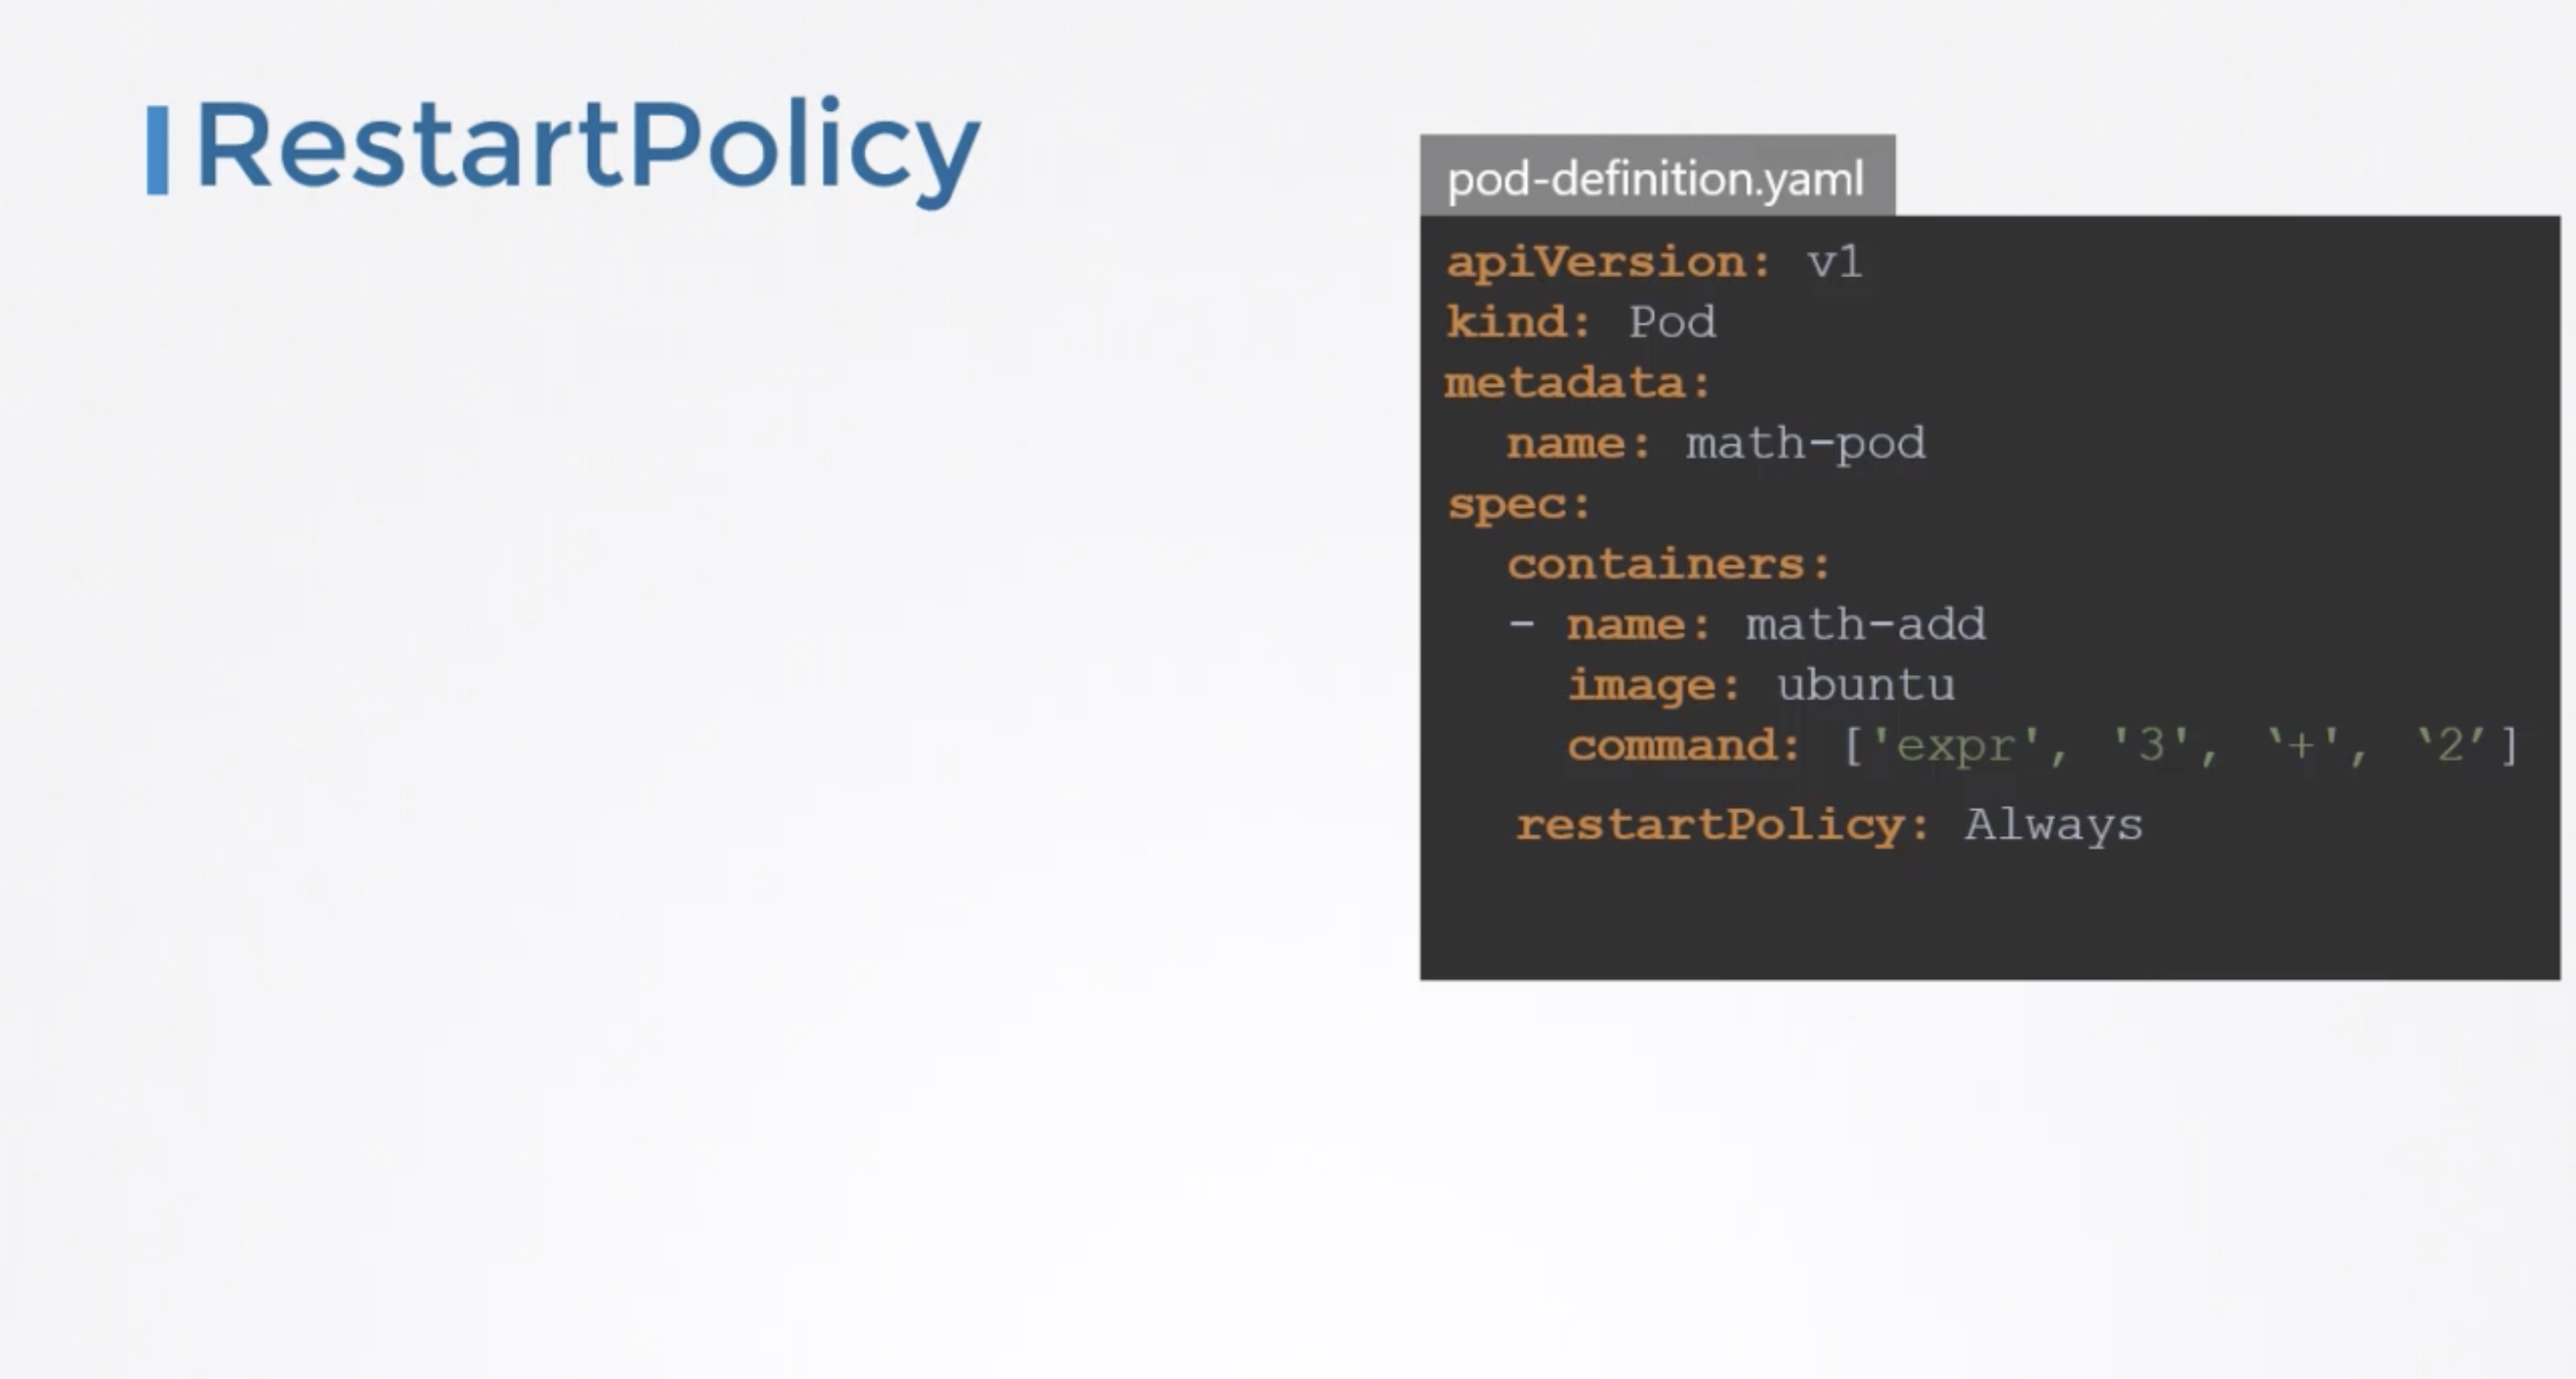 RestartPolicy
pod-definition.yaml
apiVersion: v1
kind: Pod
metadata:
  name: math-pod
spec:
  containers:
  - name: math-add
    image: ubuntu
    command: ['expr', '3', ‵+', ‵2′]
  restartPolicy: Always